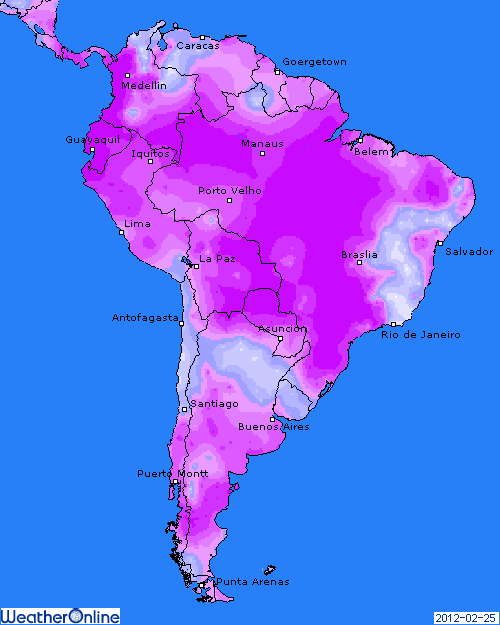 Caracas
Goergetown
Medellin
Guayaquil
Iquitos
Manaus
Belem
Porto Velho
Lima
La Paz
Braslia
Salvador
Antofagasta
Asuncion
Rio de Janeiro
Santiago
Buenos Aires
Puerto Montt
Punta Arenas
WeatherOnline
2012-02-25